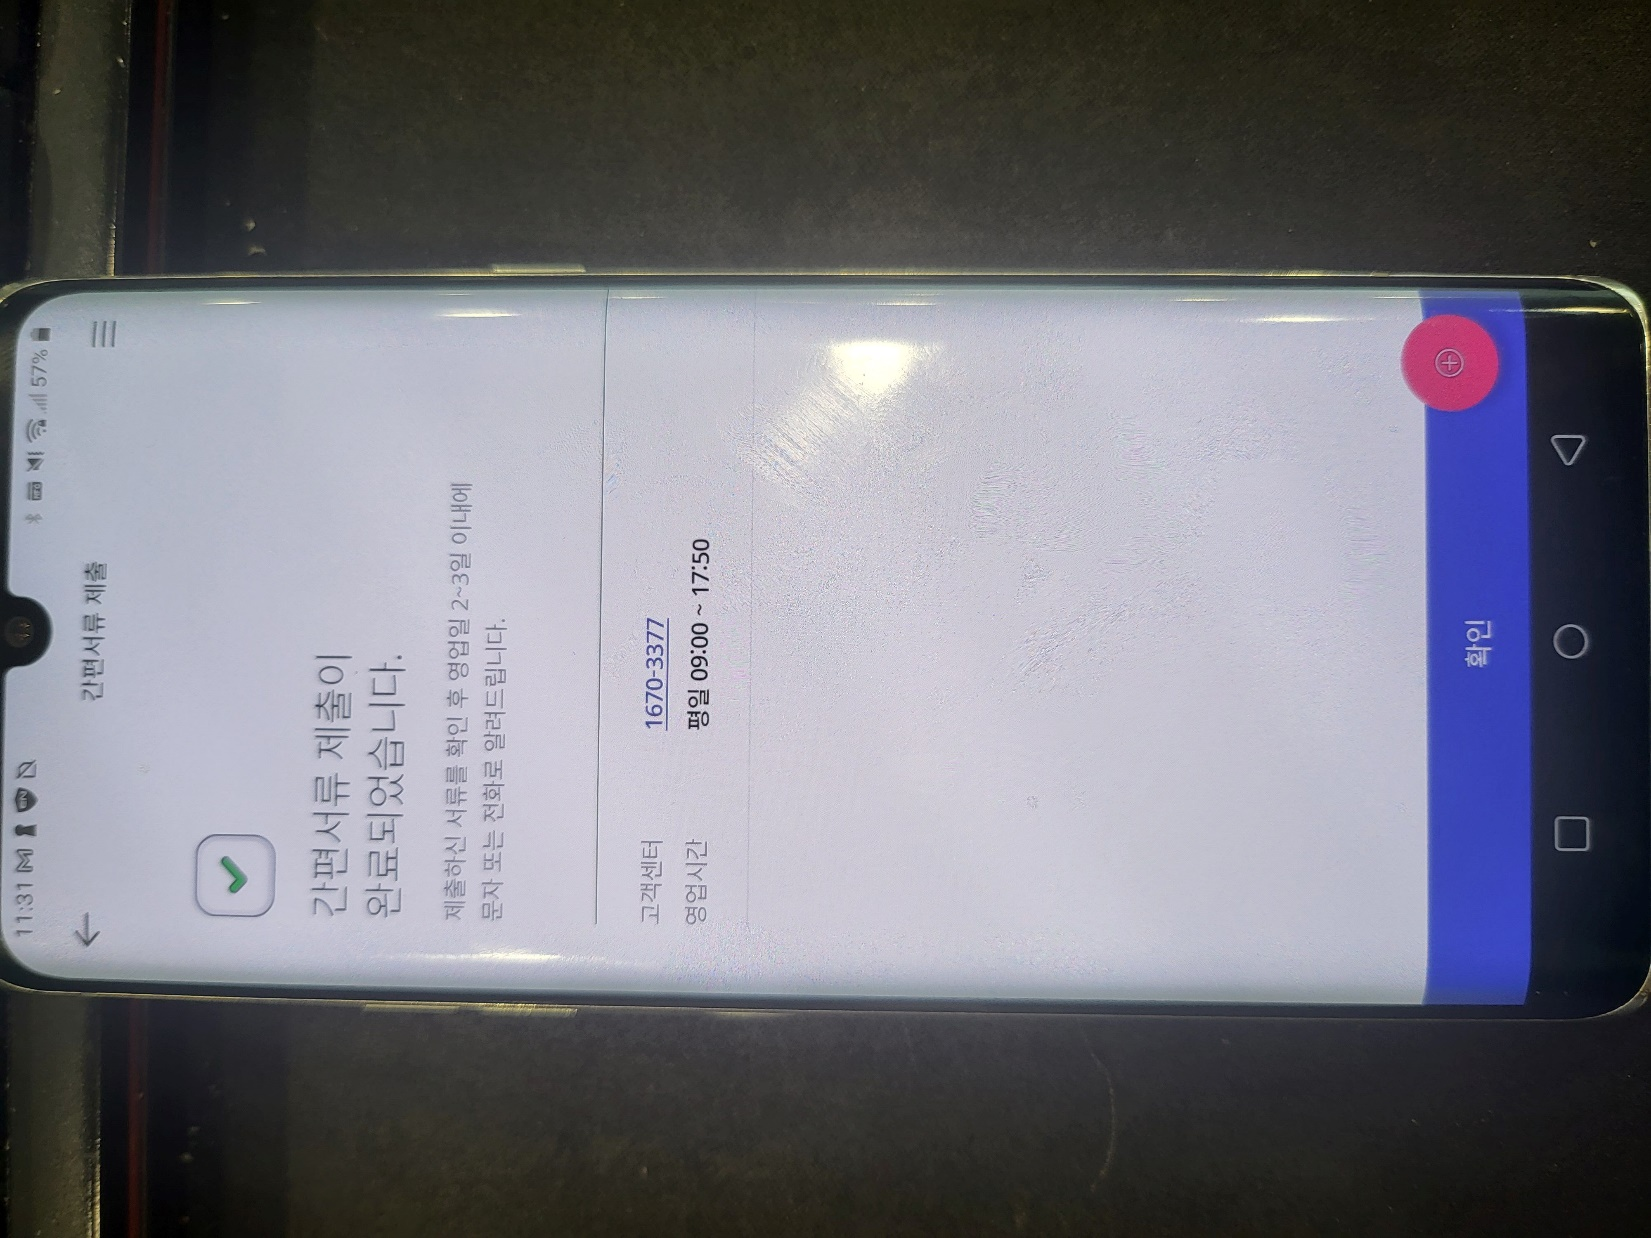 11:31
57%
간편서류 제출
간편서류 제출이
완료되었습니다.
제출하신 서류를 확인 후 영업일 2~3일 이내에
문자 또는 전화로 알려드립니다.
고객센터 1670-3377
영업시간 평일 09:00 ~ 17:50
확인